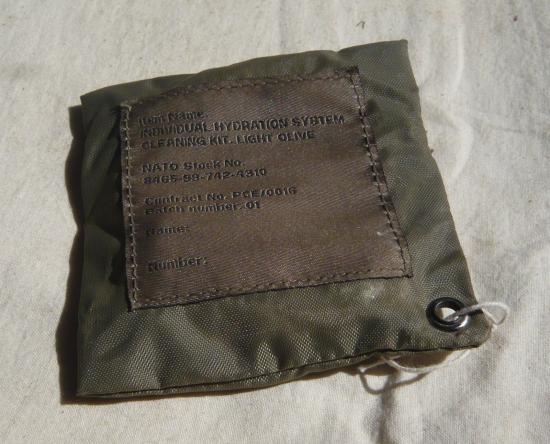 Item Name:
INDIVIDUAL HYDRATION SYSTEM
CLEANING KIT, LIGHT OLIVE
NATO Stock No.
8465-99-742-4310
Contract No. PCE/0016
Batch number. 01
Name:
Number: